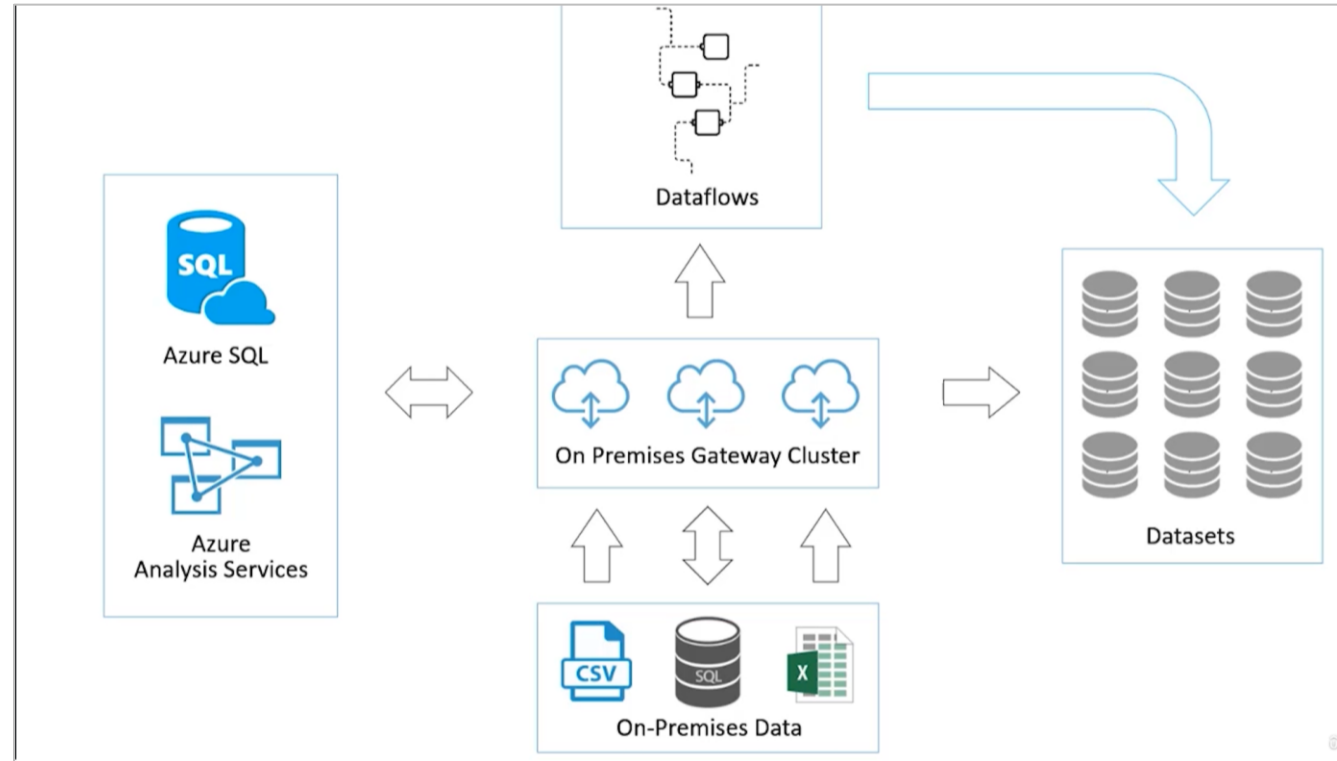 Dataflows
SQL
Azure SQL
Azure
Analysis Services
On Premises Gateway Cluster
CSV
SQL
X
On-Premises Data
Datasets